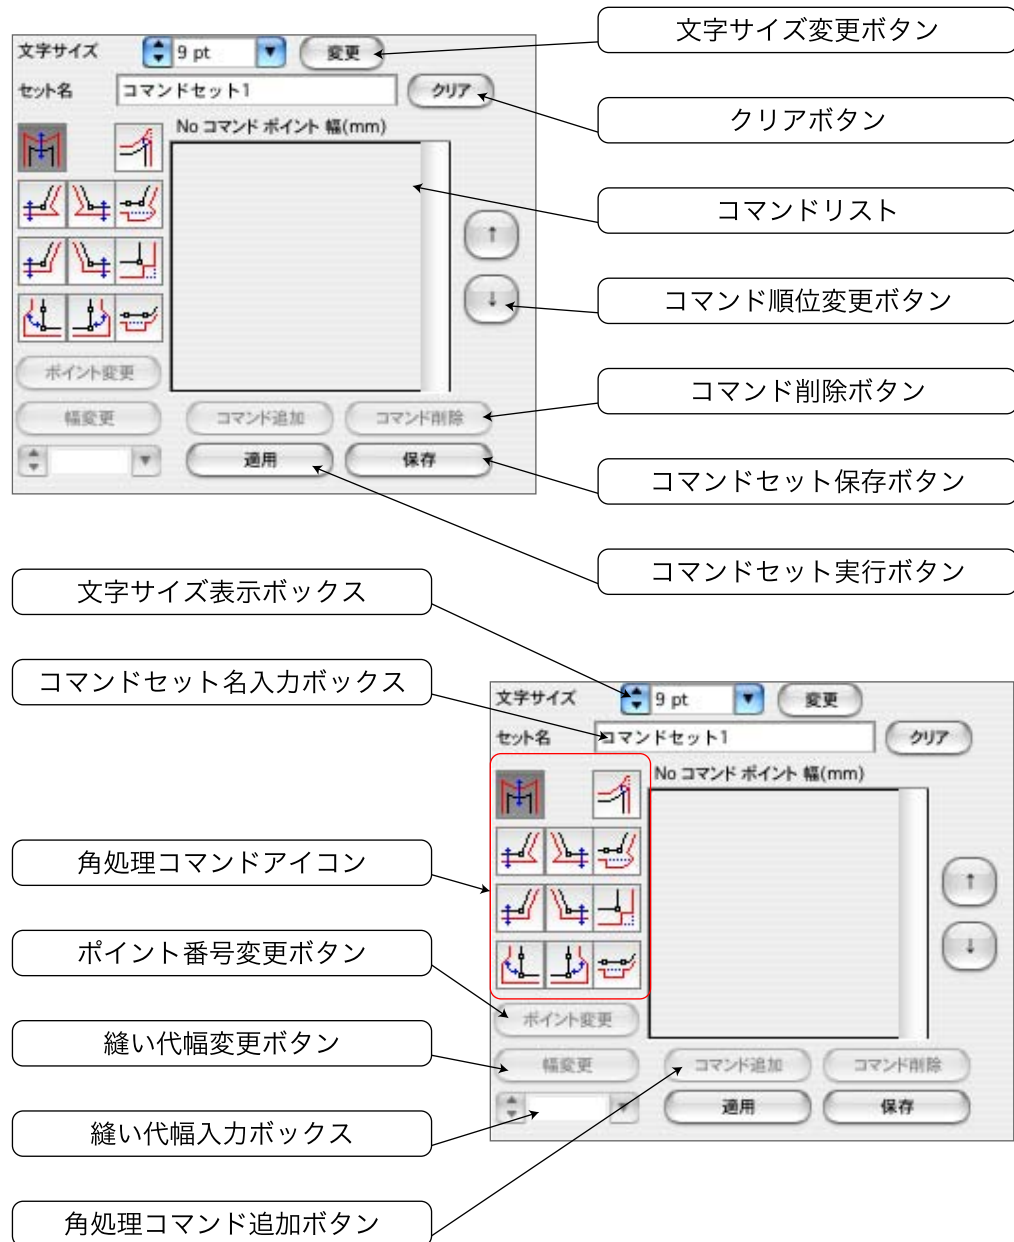 文字サイズ変更ボタン
文字サイズ 9 pt 変更
セット名 コマンドセット1 クリア
クリアボタン
No コマンド ポイント 幅(mm)
コマンドリスト
↑
コマンド順位変更ボタン
↓
ポイント変更
コマンド削除ボタン
幅変更 コマンド追加 コマンド削除
適用 保存
コマンドセット保存ボタン
コマンドセット実行ボタン
文字サイズ表示ボックス
コマンドセット名入力ボックス
文字サイズ 9 pt 変更
セット名 コマンドセット1 クリア
No コマンド ポイント 幅(mm)
角処理コマンドアイコン
↑
ポイント番号変更ボタン
↓
ポイント変更
縫い代幅変更ボタン
幅変更 コマンド追加 コマンド削除
適用 保存
縫い代幅入力ボックス
角処理コマンド追加ボタン